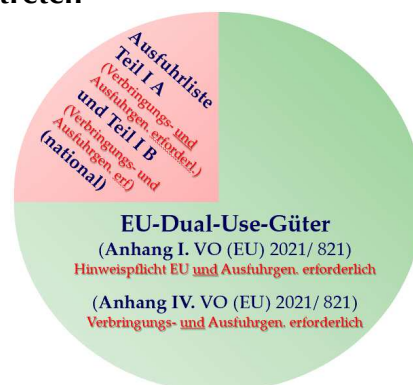 treten
Ausfuhrliste
Teil I A
(Verbringungs- und
Ausfuhrgen. erforderl.)
und Teil I B
(Verbringungs- und
Ausfuhrgen. erf)
(national)
EU-Dual-Use-Güter
(Anhang I. VO (EU) 2021/ 821)
Hinweispflicht EU und Ausfuhrgen. erforderlich
(Anhang IV. VO (EU) 2021/ 821)
Verbringungs- und Ausfuhrgen. erforderlich